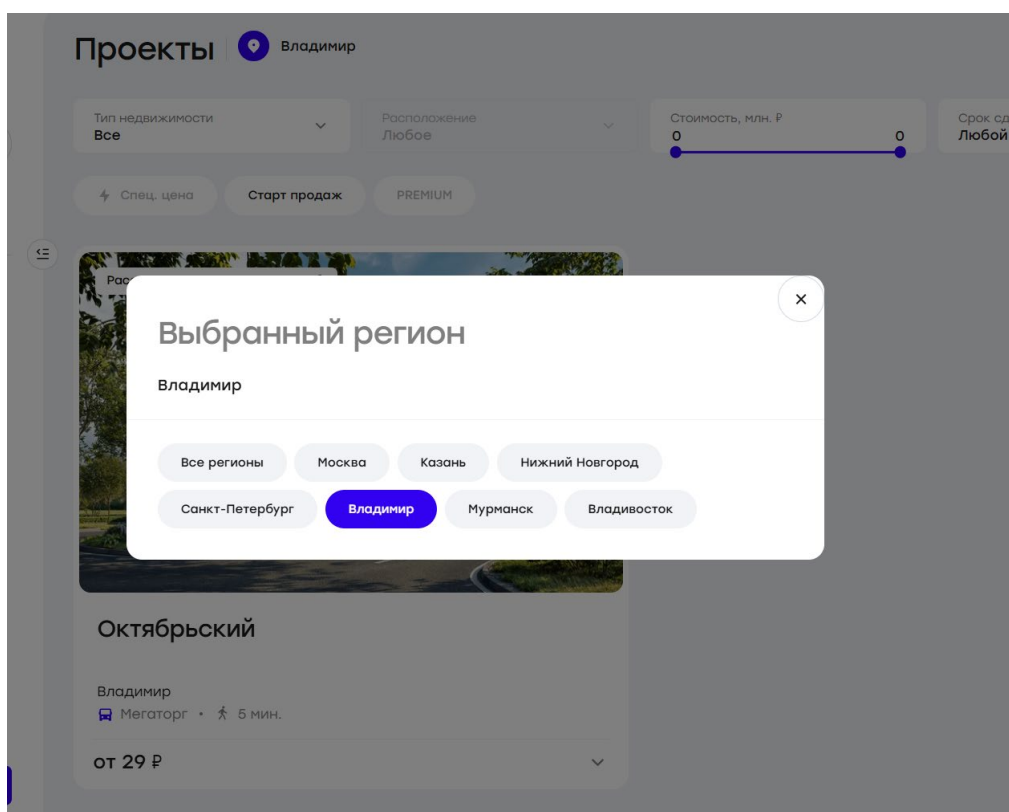 Проекты Владимир
Тип недвижимости
Все
Расположение
Любое
Стоимость, млн. ₽
0 0
Срок
Любой
Спец. цена Старт продаж PREMIUM
Выбранный регион
Владимир
Все регионы Москва Казань Нижний Новгород
Санкт-Петербург Владимир Мурманск Владивосток
Октябрьский
Владимир
Мегаторг • 5 мин.
от 29 ₽